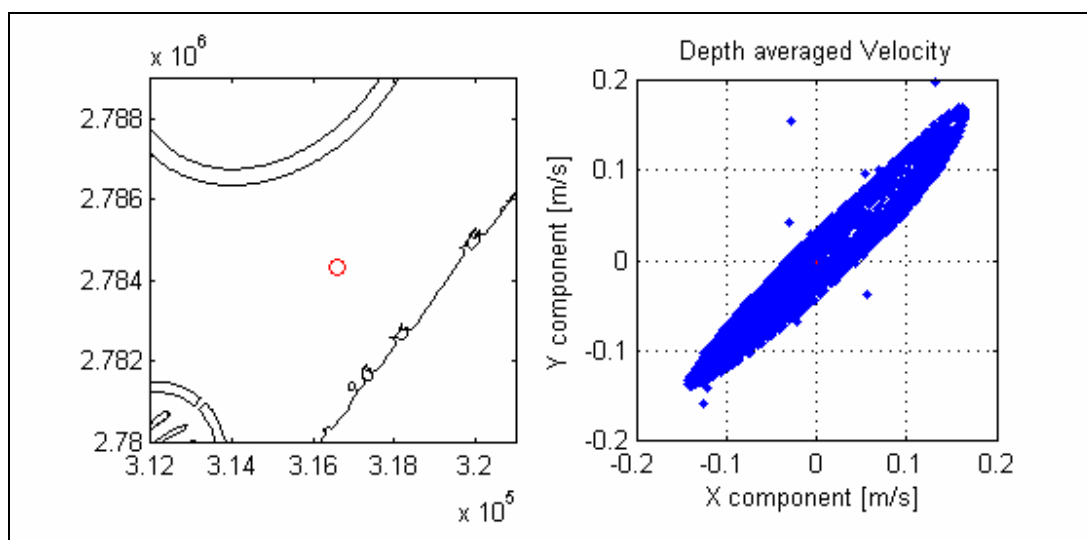 x 10^6
2.788
2.786
2.784
2.782
2.78
3.12 3.14 3.16 3.18 3.2
x 10^5
Depth averaged Velocity
Y component [m/s]
0.2
0.1
0
-0.1
-0.2
-0.2 -0.1 0 0.1 0.2
X component [m/s]